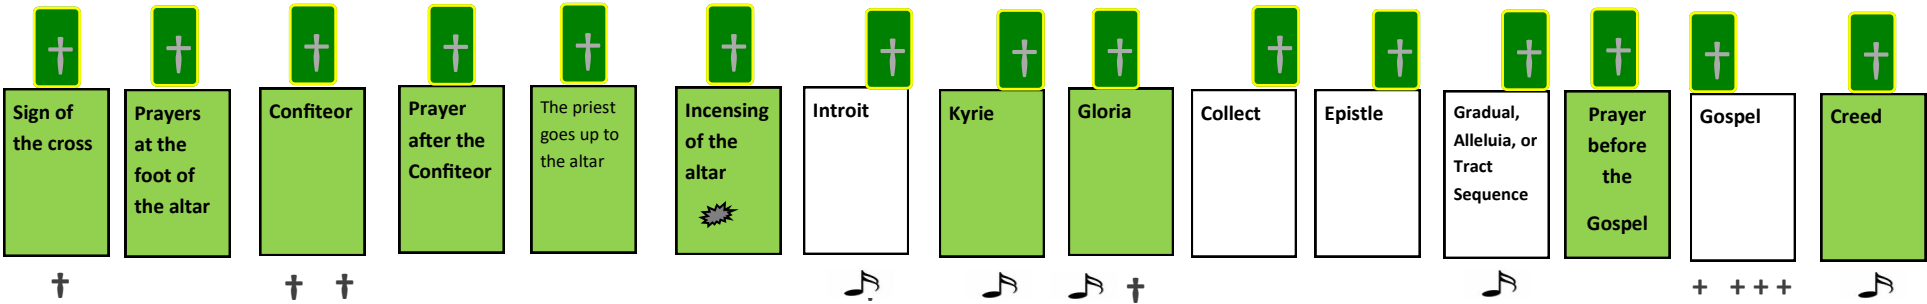 Sign of
the cross
Prayers
at the
foot of
the altar
Confiteor
Prayer
after the
Confiteor
The priest
goes up to
the altar
Incensing
of the
altar
Introit
Kyrie
Gloria
Collect
Epistle
Gradual,
Alleluia, or
Tract
Sequence
Prayer
before
the
Gospel
Gospel
Creed